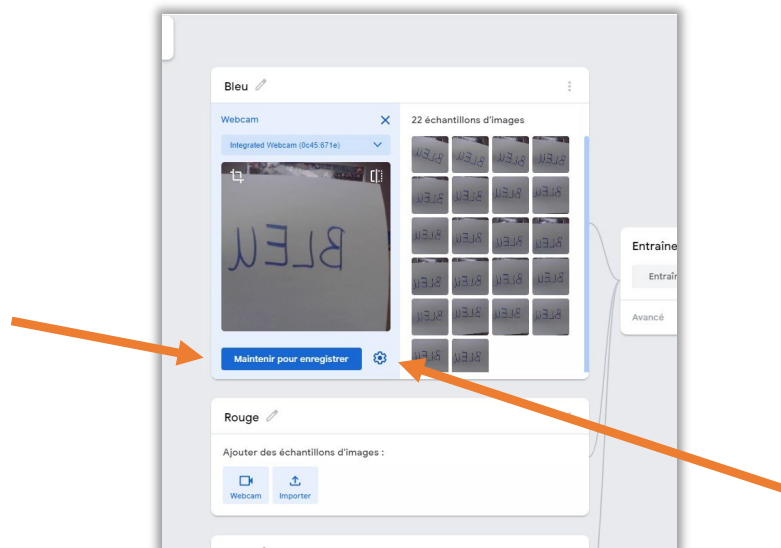 Bleu
Webcam
22 échantillons d'images
Integrated Webcam (0c45:671e)
BLEU
Maintenir pour enregistrer
Entraîne
Entraîn
Avancé
Rouge
Ajouter des échantillons d'images :
Webcam
Importer